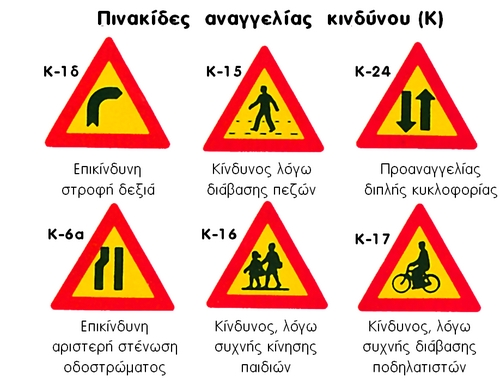 Πινακίδες αναγγελίας κινδύνου (Κ)
Κ-1δ
Κ-15
Κ-24
Επικίνδυνη
στροφή δεξιά
Κίνδυνος λόγω
διάβασης πεζών
Προαναγγελίας
διπλής κυκλοφορίας
Κ-6α
Κ-16
Κ-17
Επικίνδυνη
αριστερή στένωση
οδοστρώματος
Κίνδυνος, λόγω
συχνής κίνησης
παιδιών
Κίνδυνος, λόγω
συχνής διάβασης
ποδηλατιστών